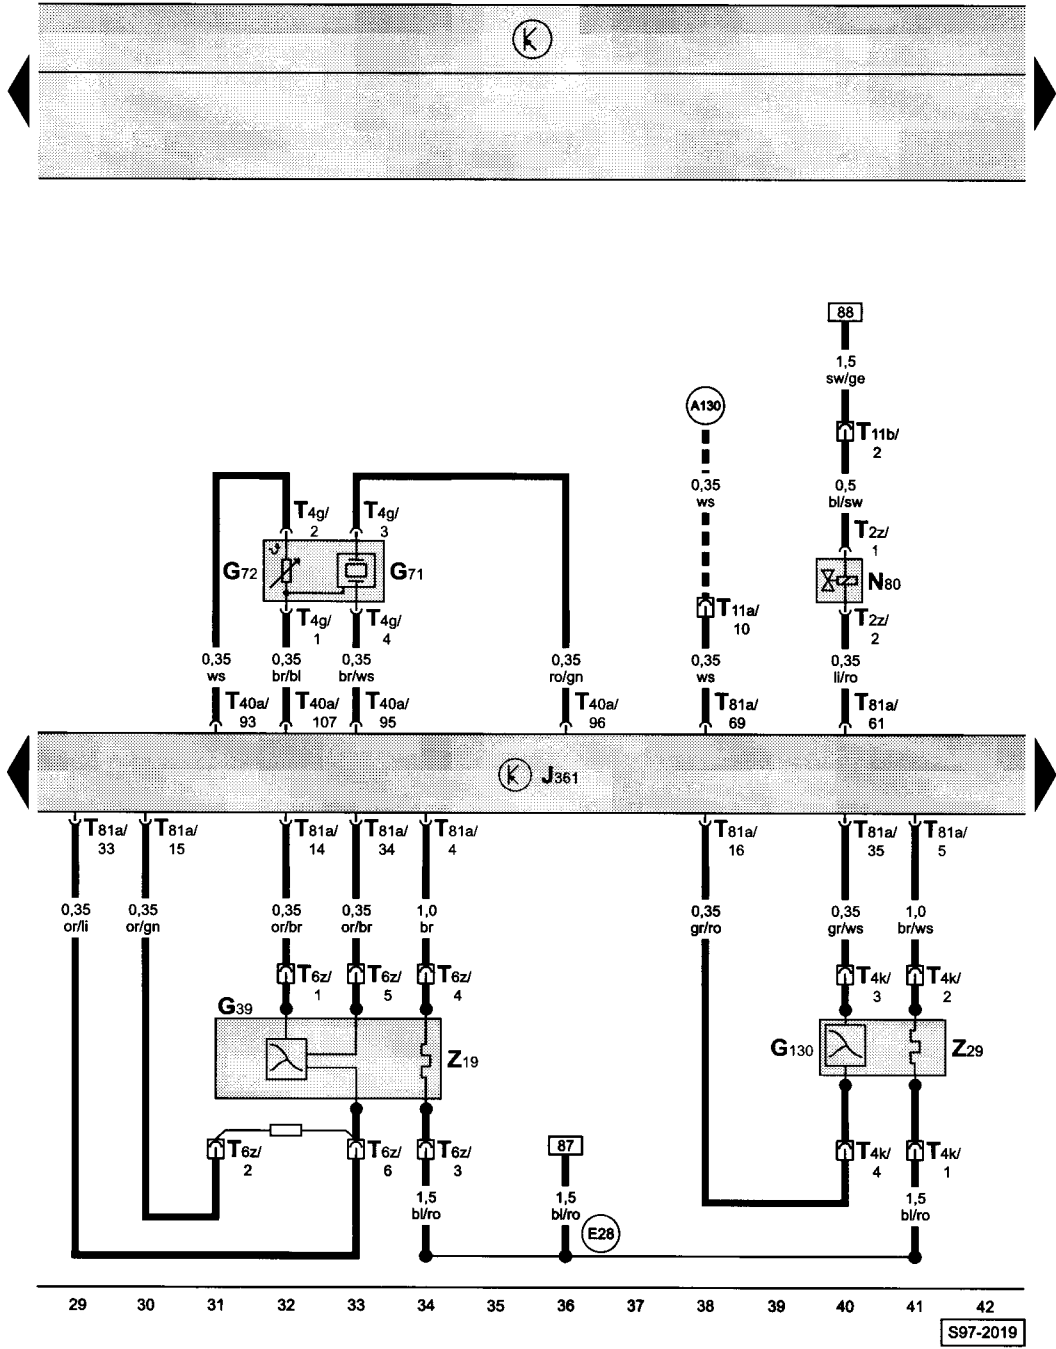 88
1,5
sw/ge
A130
T11b/
2
0,35
ws
0,5
bl/sw
T4g/
2
T4g/
3
T2z/
1
G72
G71
N80
T4g/
1
T4g/
4
T11a/
10
T2z/
2
0,35
ws
0,35
br/bl
0,35
br/ws
0,35
ro/gn
0,35
ws
0,35
li/ro
T40a/
93
T40a/
107
T40a/
95
T40a/
96
T81a/
69
T81a/
61
J361
T81a/
33
T81a/
15
T81a/
14
T81a/
34
T81a/
4
T81a/
16
T81a/
35
T81a/
5
0,35
or/li
0,35
or/gn
0,35
or/br
0,35
or/br
1,0
br
0,35
gr/ro
0,35
gr/ws
1,0
br/ws
T6z/
1
T6z/
5
T6z/
4
T4k/
3
T4k/
2
G39
Z19
G130
Z29
T6z/
2
T6z/
6
T6z/
3
87
T4k/
4
T4k/
1
1,5
bl/ro
1,5
bl/ro
E28
1,5
bl/ro
29 30 31 32 33 34 35 36 37 38 39 40 41 42
S97-2019